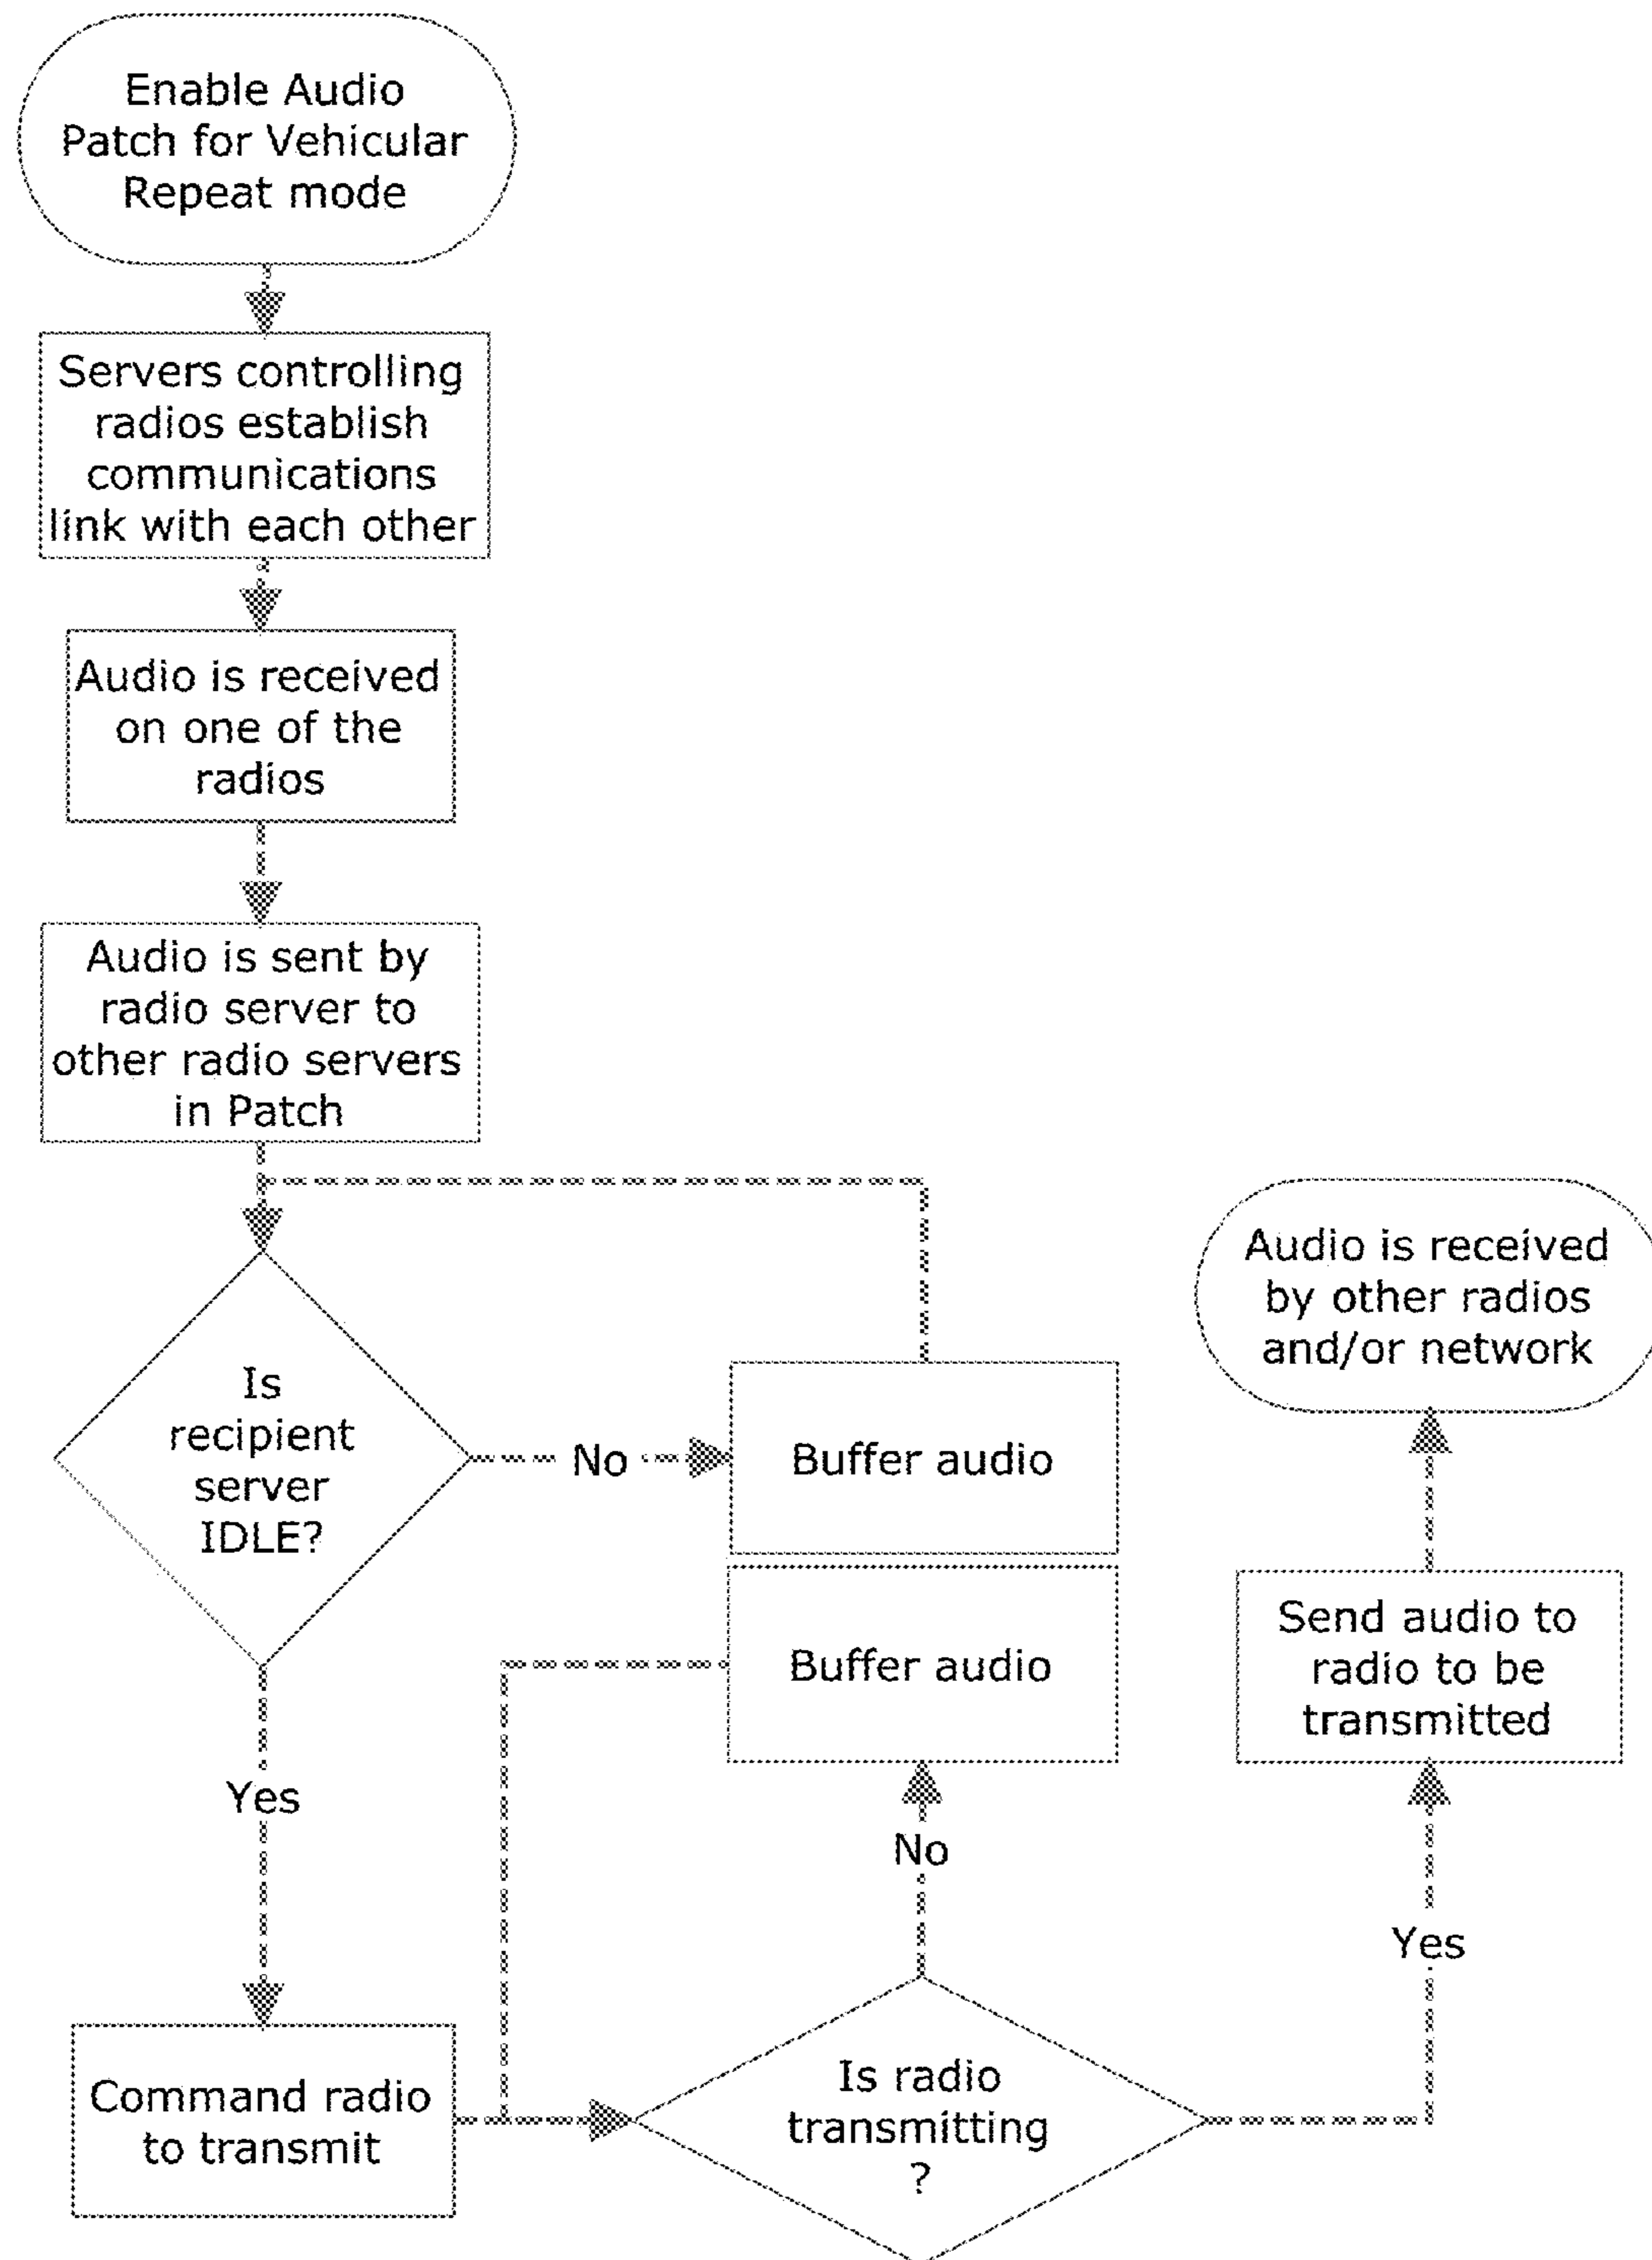 Enable Audio
Patch for Vehicular
Repeat mode
Servers controlling
radios establish
communications
link with each other
Audio is received
on one of the
radios
Audio is sent by
radio server to
other radio servers
in Patch
Is
recipient
server
IDLE?
No
Buffer audio
Yes
Command radio
to transmit
Is radio
transmitting
?
No
Buffer audio
Yes
Send audio to
radio to be
transmitted
Audio is received
by other radios
and/or network